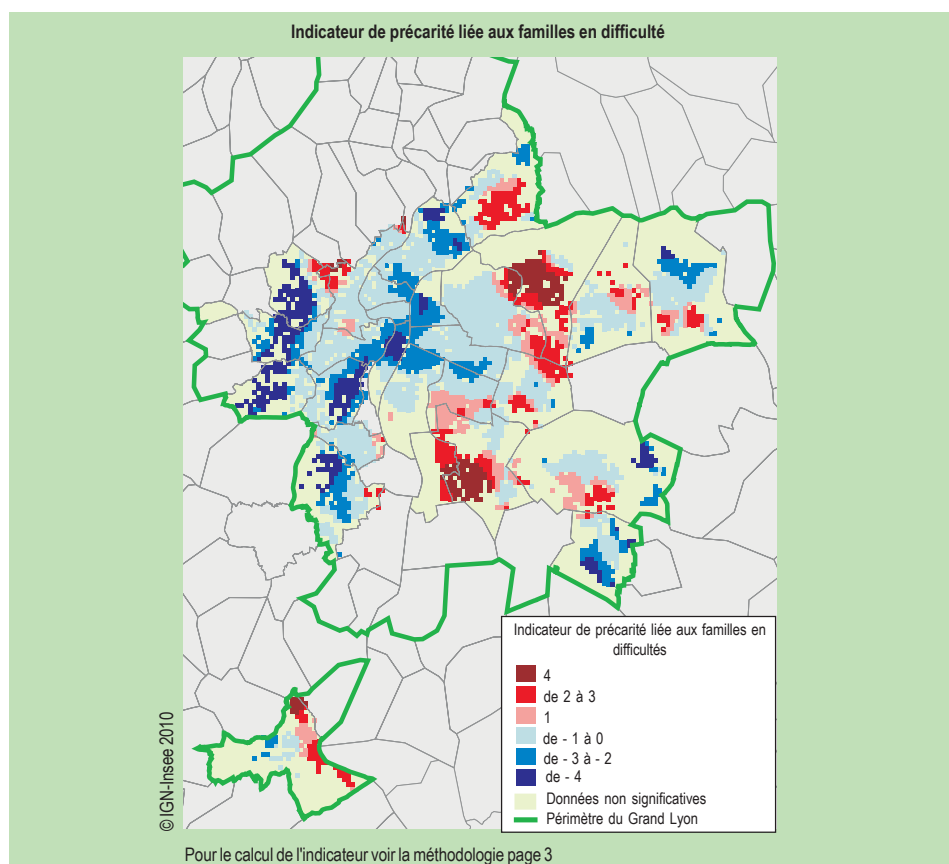 Indicateur de précarité liée aux familles en difficulté
Indicateur de précarité liée aux familles en
difficultés
4
de 2 à 3
1
de - 1 à 0
de - 3 à - 2
de - 4
Données non significatives
Périmètre du Grand Lyon
© IGN-Insee 2010
Pour le calcul de l'indicateur voir la méthodologie page 3